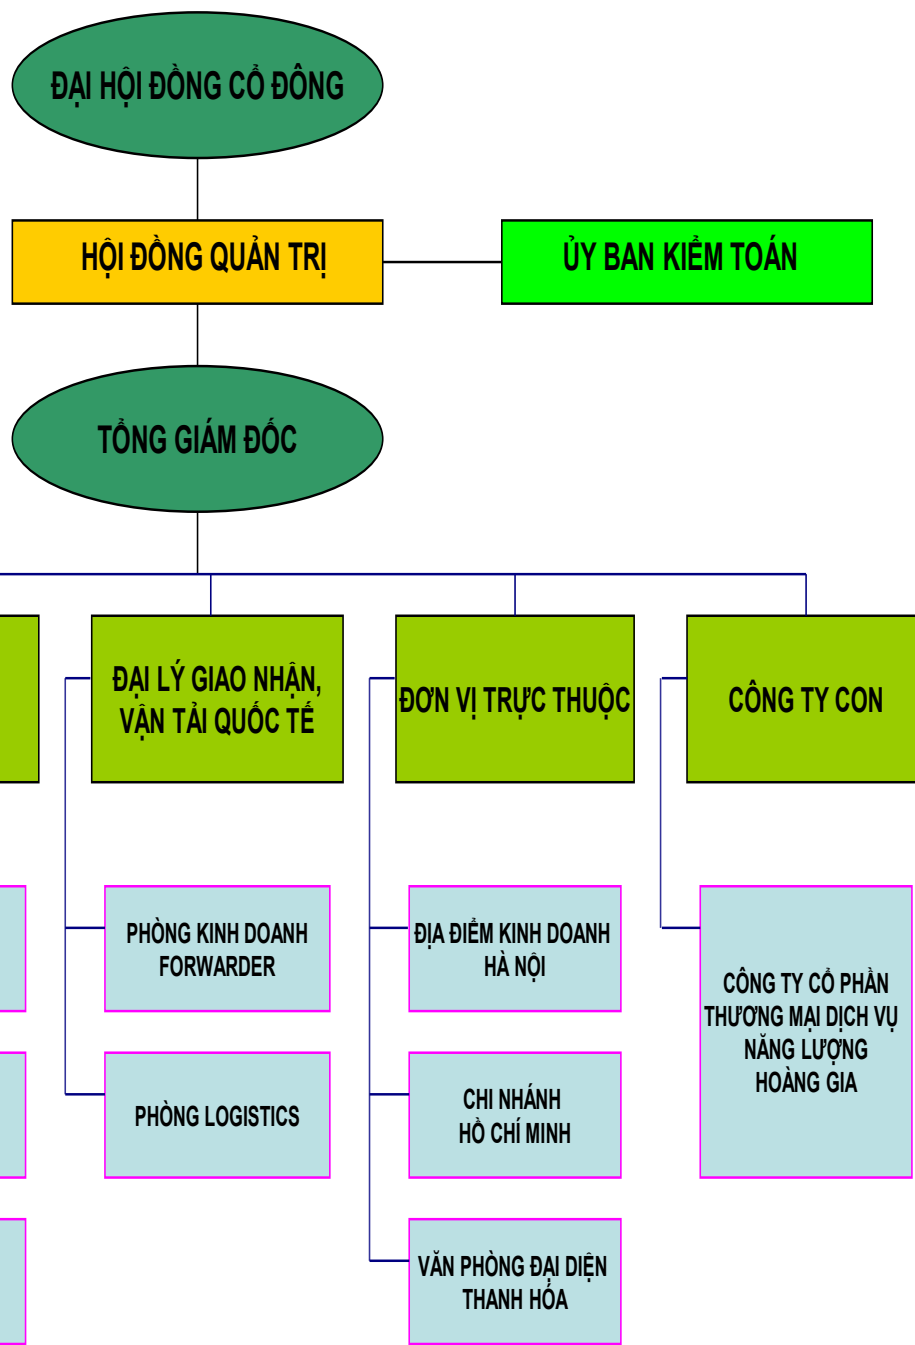 ĐẠI HỘI ĐỒNG CỔ ĐÔNG
HỘI ĐỒNG QUẢN TRỊ
ỦY BAN KIỂM TOÁN
TỔNG GIÁM ĐỐC
ĐẠI LÝ GIAO NHẬN,
VẬN TẢI QUỐC TẾ
ĐƠN VỊ TRỰC THUỘC
CÔNG TY CON
PHÒNG KINH DOANH
FORWARDER
PHÒNG LOGISTICS
ĐỊA ĐIỂM KINH DOANH
HÀ NỘI
CHI NHÁNH
HỒ CHÍ MINH
VĂN PHÒNG ĐẠI DIỆN
THANH HÓA
CÔNG TY CỔ PHẦN
THƯƠNG MẠI DỊCH VỤ
NĂNG LƯỢNG
HOÀNG GIA